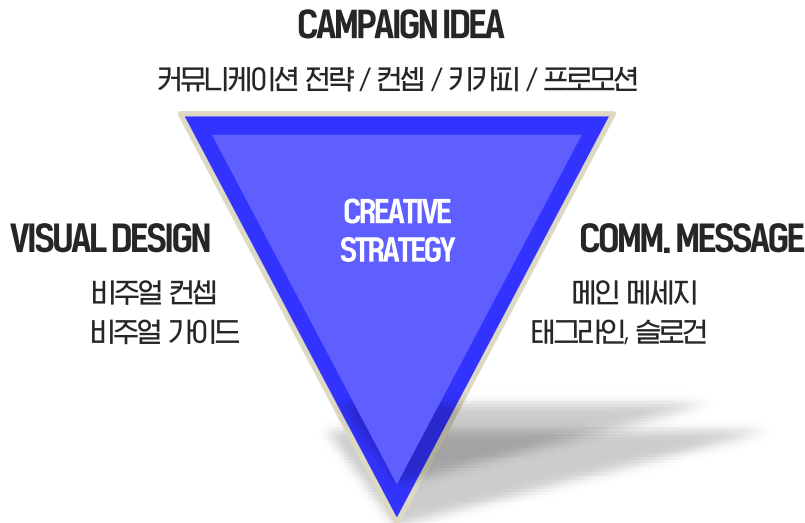 CAMPAIGN IDEA
커뮤니케이션 전략 / 컨셉 / 키카피 / 프로모션
CREATIVE
STRATEGY
VISUAL DESIGN
비주얼 컨셉
비주얼 가이드
COMM. MESSAGE
메인 메세지
태그라인, 슬로건